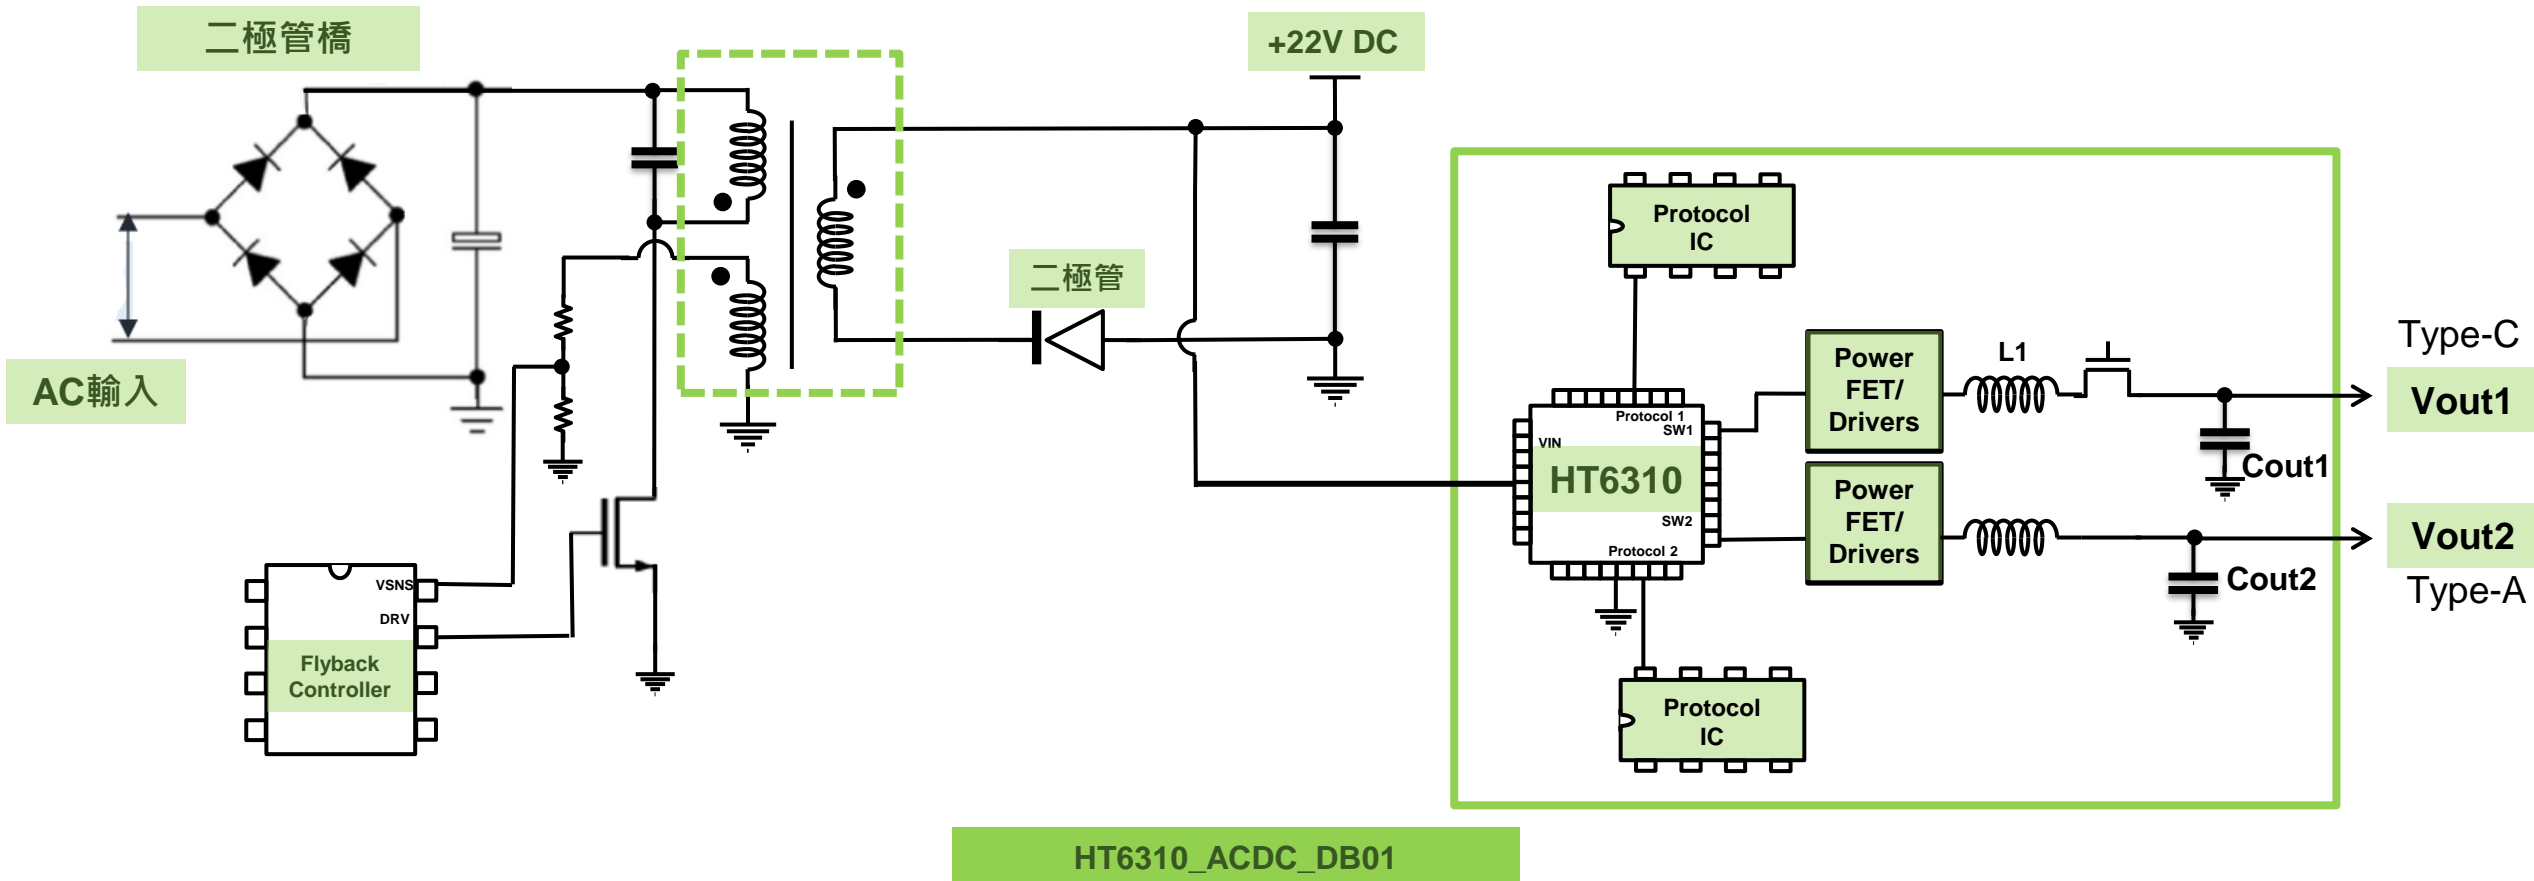 二極管橋
+22V DC
AC輸入
二極管
VSNS
DRV
Flyback
Controller
Protocol
IC
Protocol 1
SW1
VIN
HT6310
SW2
Protocol 2
Protocol
IC
Power
FET/
Drivers
Power
FET/
Drivers
L1
Cout1
Cout2
Type-C
Vout1
Vout2
Type-A
HT6310_ACDC_DB01